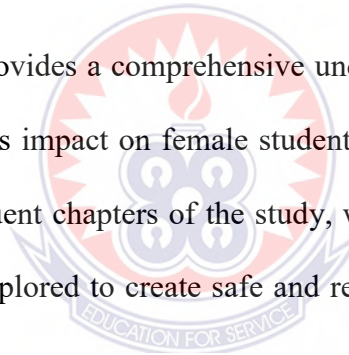 ovides a comprehensive un
s impact on female student
uent chapters of the study, w
plored to create safe and re
EDUCATION FOR SERVICE